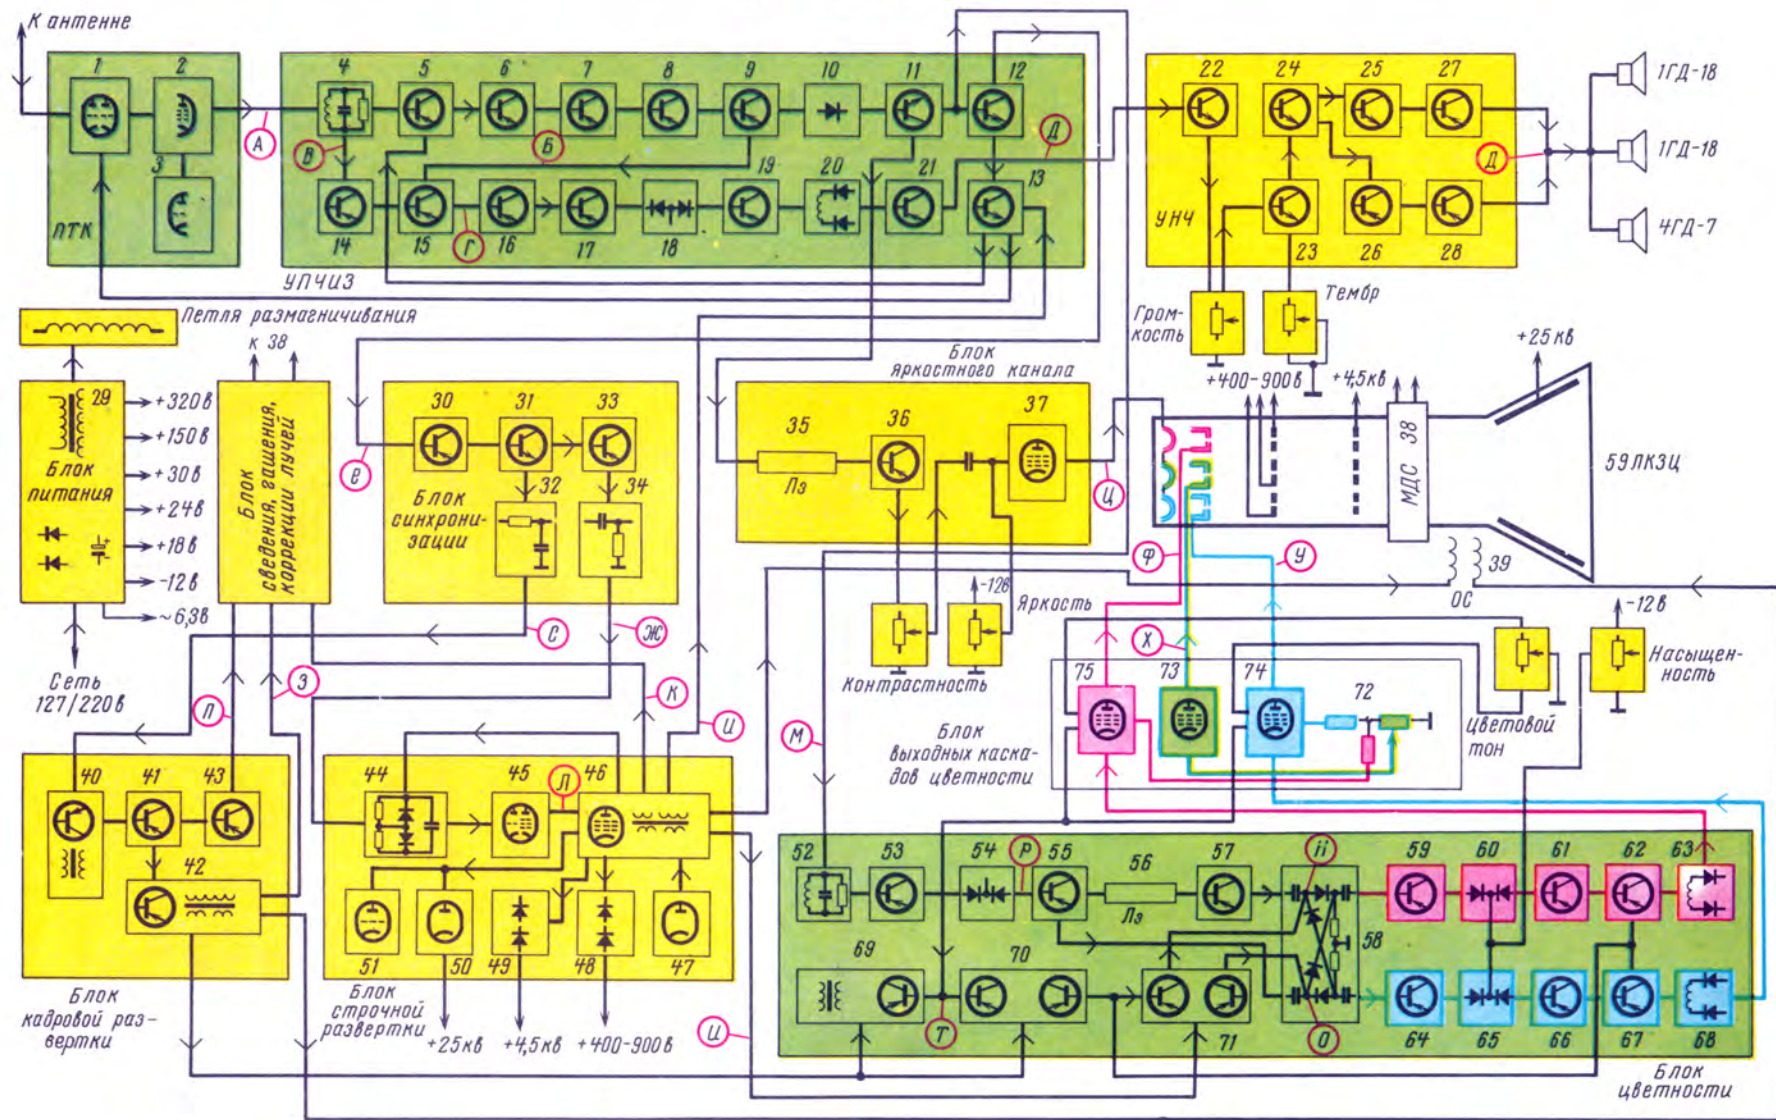 К антенне
1
2
3
ПТК
А
4
5
6
7
8
9
10
11
12
В
Б
Д
14
15
Г
16
17
18
19
20
21
13
УПЧИЗ
22
24
25
27
УНЧ
23
26
28
Д
1ГД-18
1ГД-18
4ГД-7
Гром-
кость
Тембр
Петля размагничивания
к 38
29
Блок
питания
+320в
+150в
+30в
+24в
+18в
-12в
~6,3в
Сеть
127/220в
Блок
сведения, гашения,
коррекции лучей
30
31
33
е
32
34
Блок
синхрони-
зации
С
Ж
Блок
яркостного канала
35
Лз
36
37
Ц
-12в
Яркость
Контрастность
+400-900в
+4,5кв
+25кв
МДС 38
59ЛК3Ц
39
ОС
Ф
У
Х
-12в
Насыщен-
ность
Цветовой
тон
75
73
74
72
Блок
выходных каска-
дов цветности
П
З
К
И
М
40
41
43
42
Блок
кадровой раз-
вертки
44
45
Л
46
51
50
49
48
47
Блок
строчной
развертки
+25кв
+4,5кв
+400-900в
И
52
53
54
Р
55
56
Лз
57
ii
58
59
60
61
62
63
69
70
Т
71
О
64
65
66
67
68
Блок
цветности